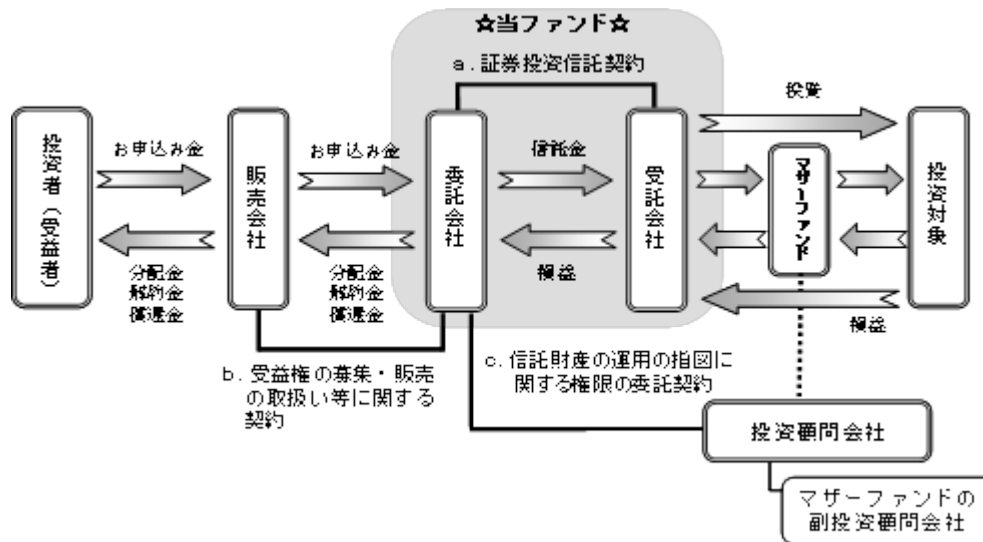 ☆当ファンド☆
a．証券投資信託契約
投資
投資者（受益者）
お申込み金
販売会社
お申込み金
委託会社
信託金
受託会社
マザーファンド
投資対象
分配金
解約金
償還金
分配金
解約金
償還金
損益
損益
b．受益権の募集・販売
の取扱い等に関する
契約
c．信託財産の運用の指図に
関する権限の委託契約
投資顧問会社
マザーファンドの
副投資顧問会社